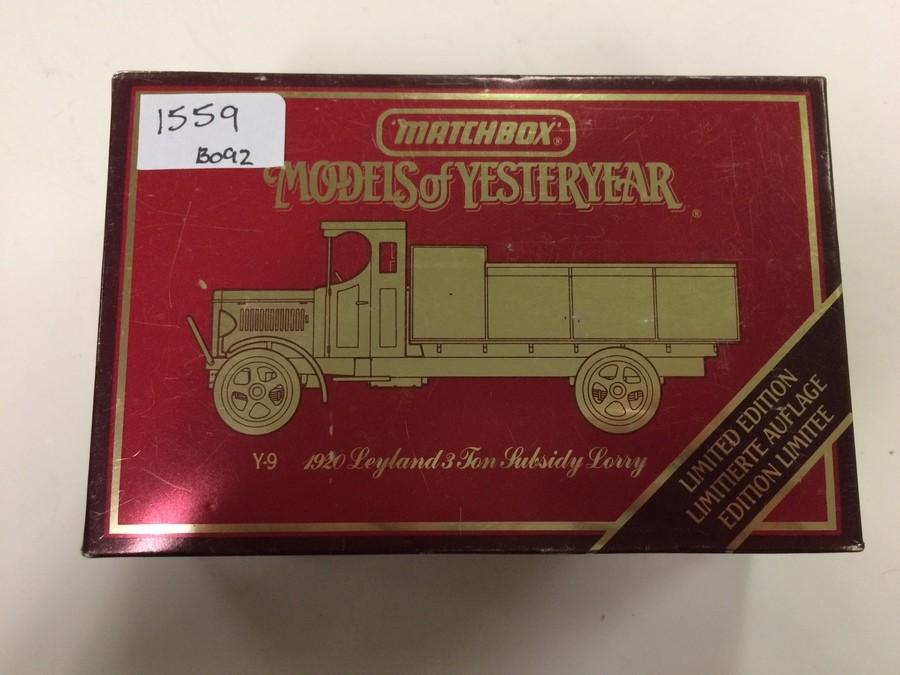 1559
B092
"MATCHBOX"®
MODELS of YESTERYEAR®
Y-9 1920 Leyland 3 Ton Subsidy Lorry
LIMITED EDITION
LIMITIERTE AUFLAGE
EDITION LIMITEE